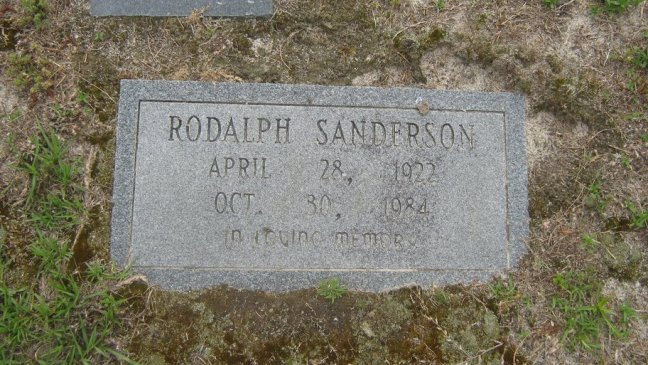 RODALPH SANDERSON
APRIL 28, 1922
OCT. 30, 1984
IN LOVING MEMORY